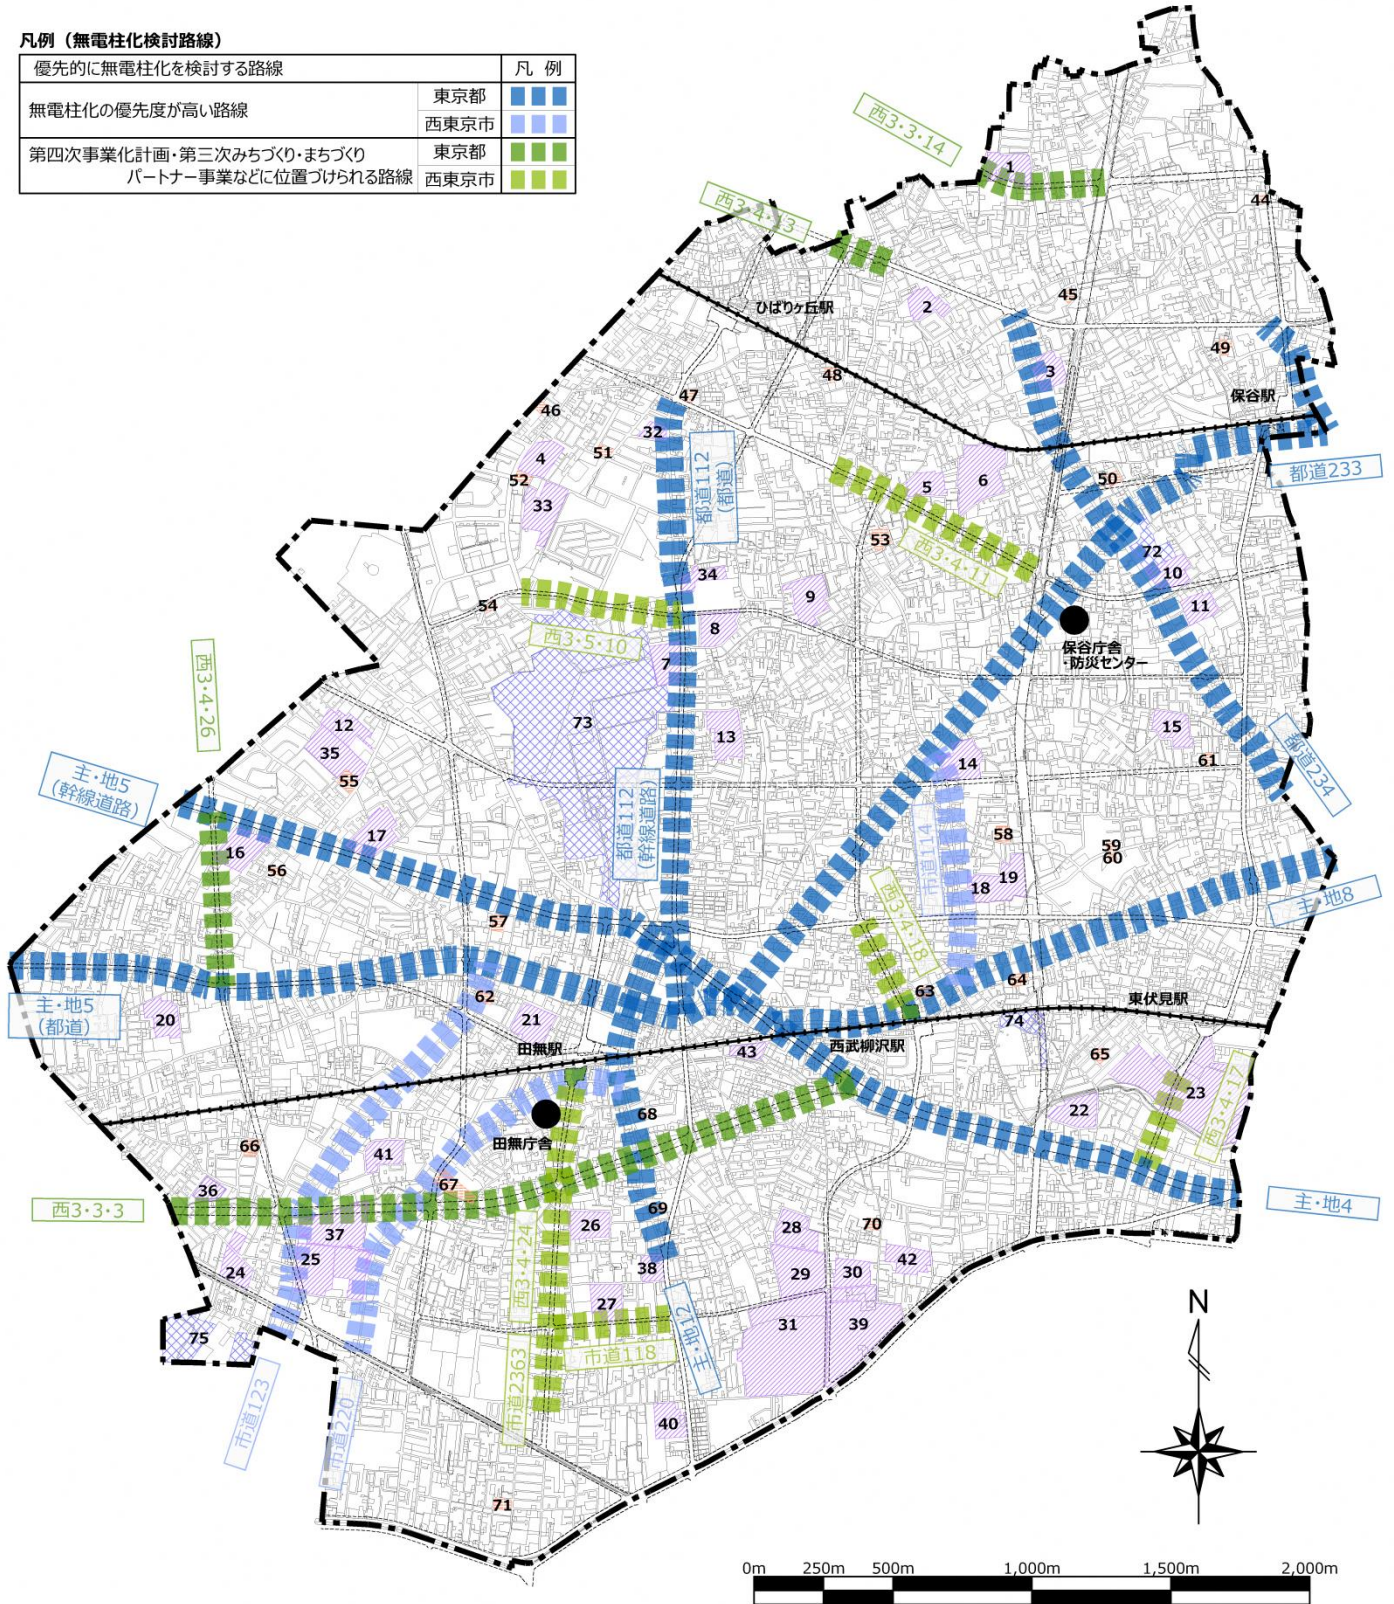 凡例（無電柱化検討路線）
優先的に無電柱化を検討する路線 凡 例
無電柱化の優先度が高い路線 東京都
西東京市
第四次事業化計画・第三次みちづくり・まちづくり 東京都
パートナー事業などに位置づけられる路線 西東京市
西3・3・14
1
44
西3・4・13
45
2
ひばりヶ丘駅
49
48
3
47
保谷駅
46
32
51
4
都道112
(都道)
52
33
5
6
50
都道233
53
西3・4・11
72
10
34
9
11
54
8
西3・5・10
保谷庁舎
・防災センター
7
西3・4・26
73
12
35
13
15
14
61
都道234
主・地5
(幹線道路)
55
都道112
(幹線道路)
17
16
56
市道114
58
59
60
18
19
西3・4・18
主・地8
57
62
63
64
主・地5
(都道)
20
21
東伏見駅
74
田無駅
43
西武柳沢駅
65
23
西3・4・17
22
68
田無庁舎
66
41
67
36
西3・3・3
69
主・地4
26
28
70
37
25
24
西3・4・24
38
29
30
42
27
31
39
75
市道118
主・地12
市道2363
市道123
市道220
40
71
N
0m 250m 500m 1,000m 1,500m 2,000m